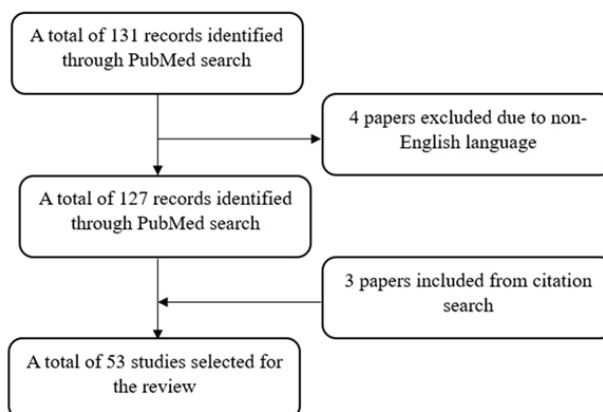 A total of 131 records identified
through PubMed search
4 papers excluded due to non-
English language
A total of 127 records identified
through PubMed search
3 papers included from citation
search
A total of 53 studies selected for
the review